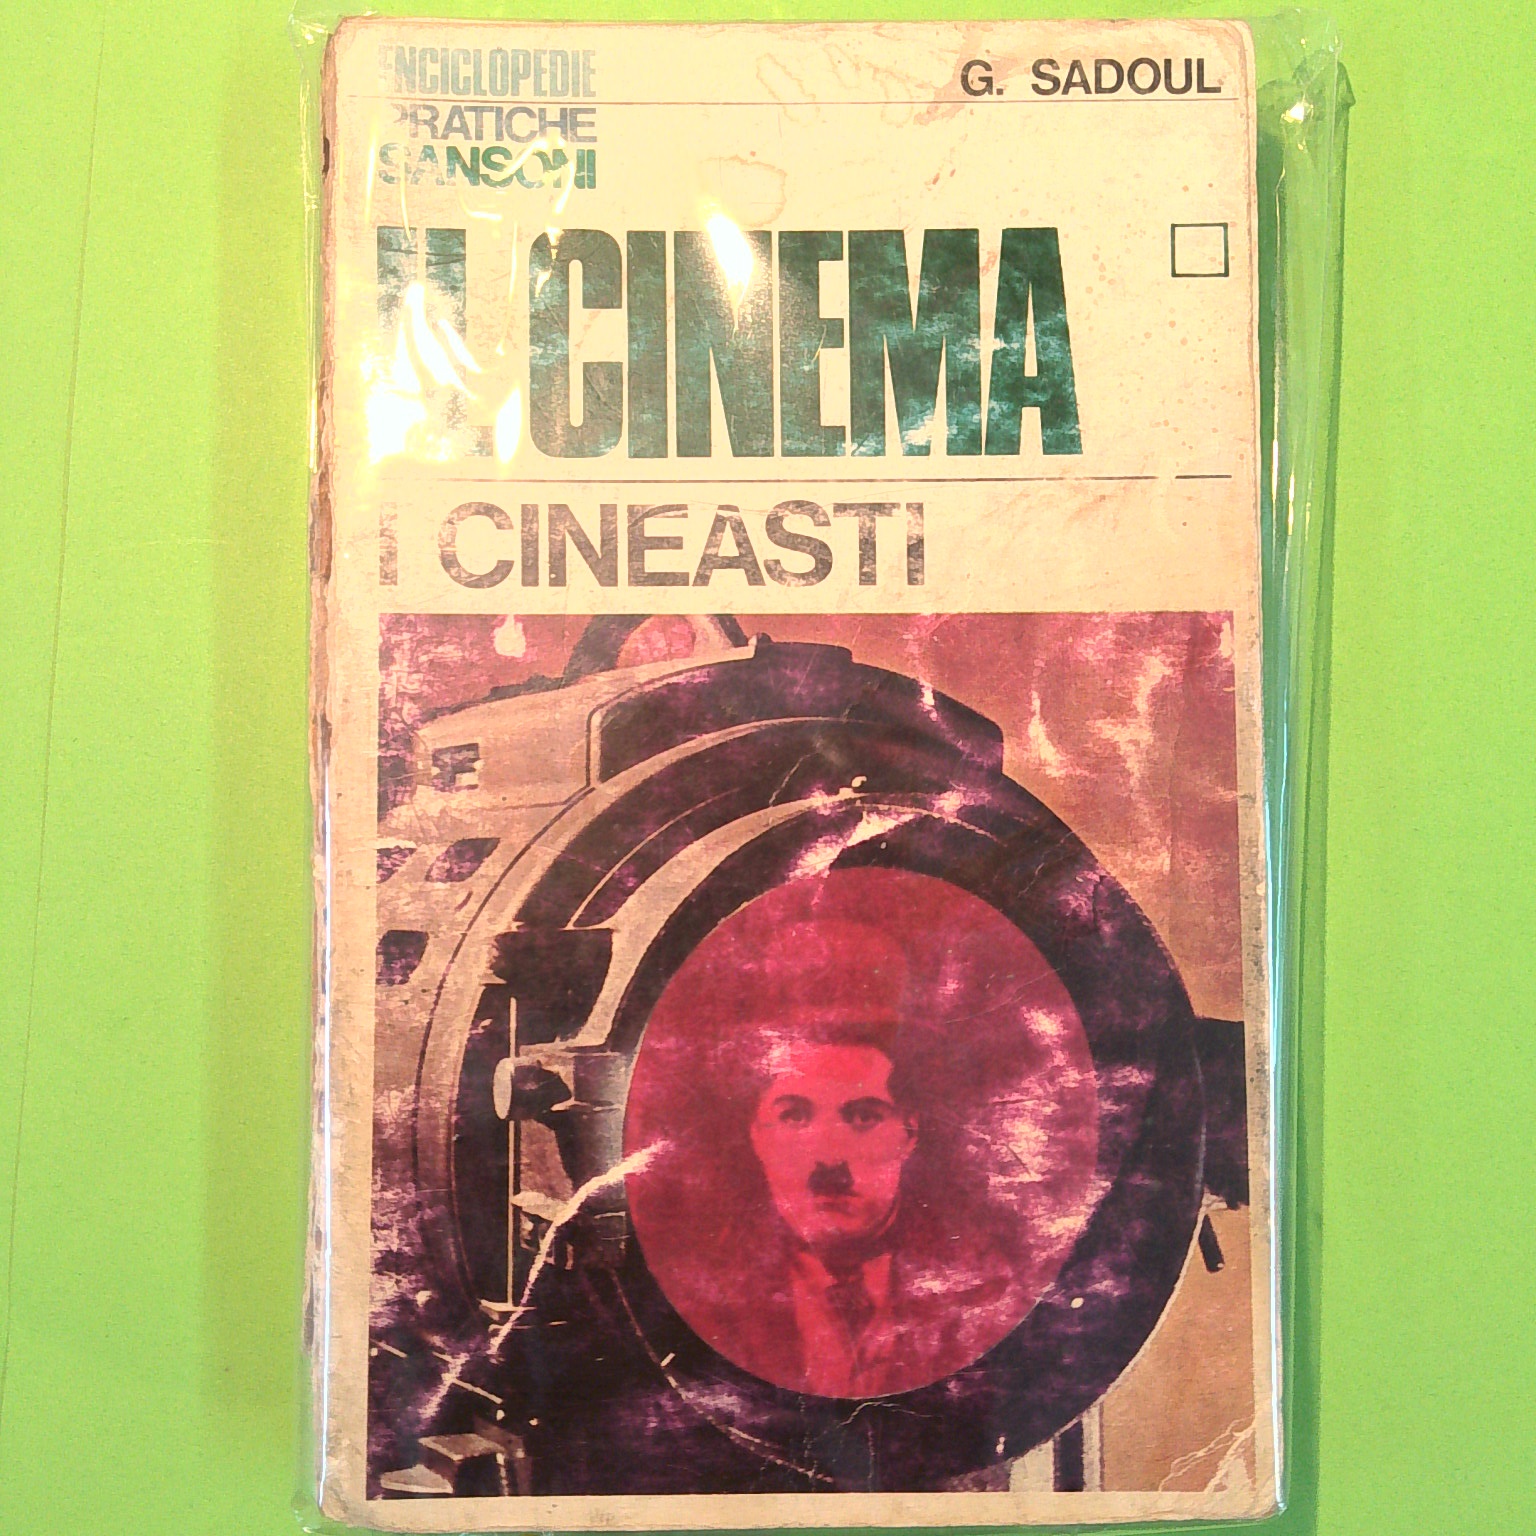 ENCICLOPEDIE
PRATICHE
SANSONI
G. SADOUL
IL CINEMA
I CINEASTI